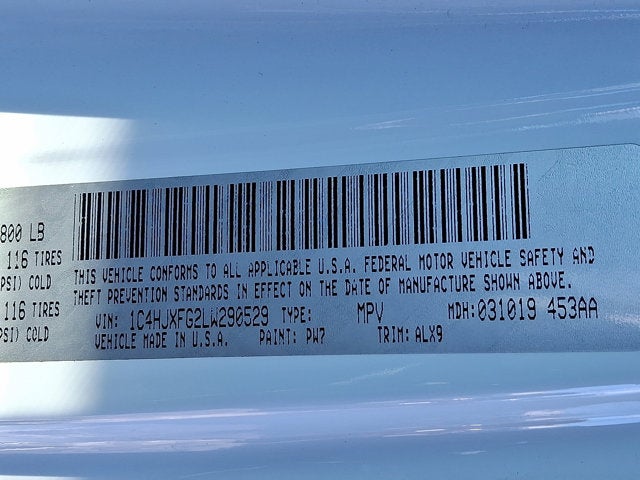 800 LB
116 TIRES
PSI) COLD
116 TIRES
PSI) COLD
THIS VEHICLE CONFORMS TO ALL APPLICABLE U.S.A. FEDERAL MOTOR VEHICLE SAFETY AND
THEFT PREVENTION STANDARDS IN EFFECT ON THE DATE OF MANUFACTURE SHOWN ABOVE.
VIN: 1C4HJXFG2LW290529 TYPE: MPV MDH:031019 453AA
VEHICLE MADE IN U.S.A. PAINT: PW7 TRIM: ALX9